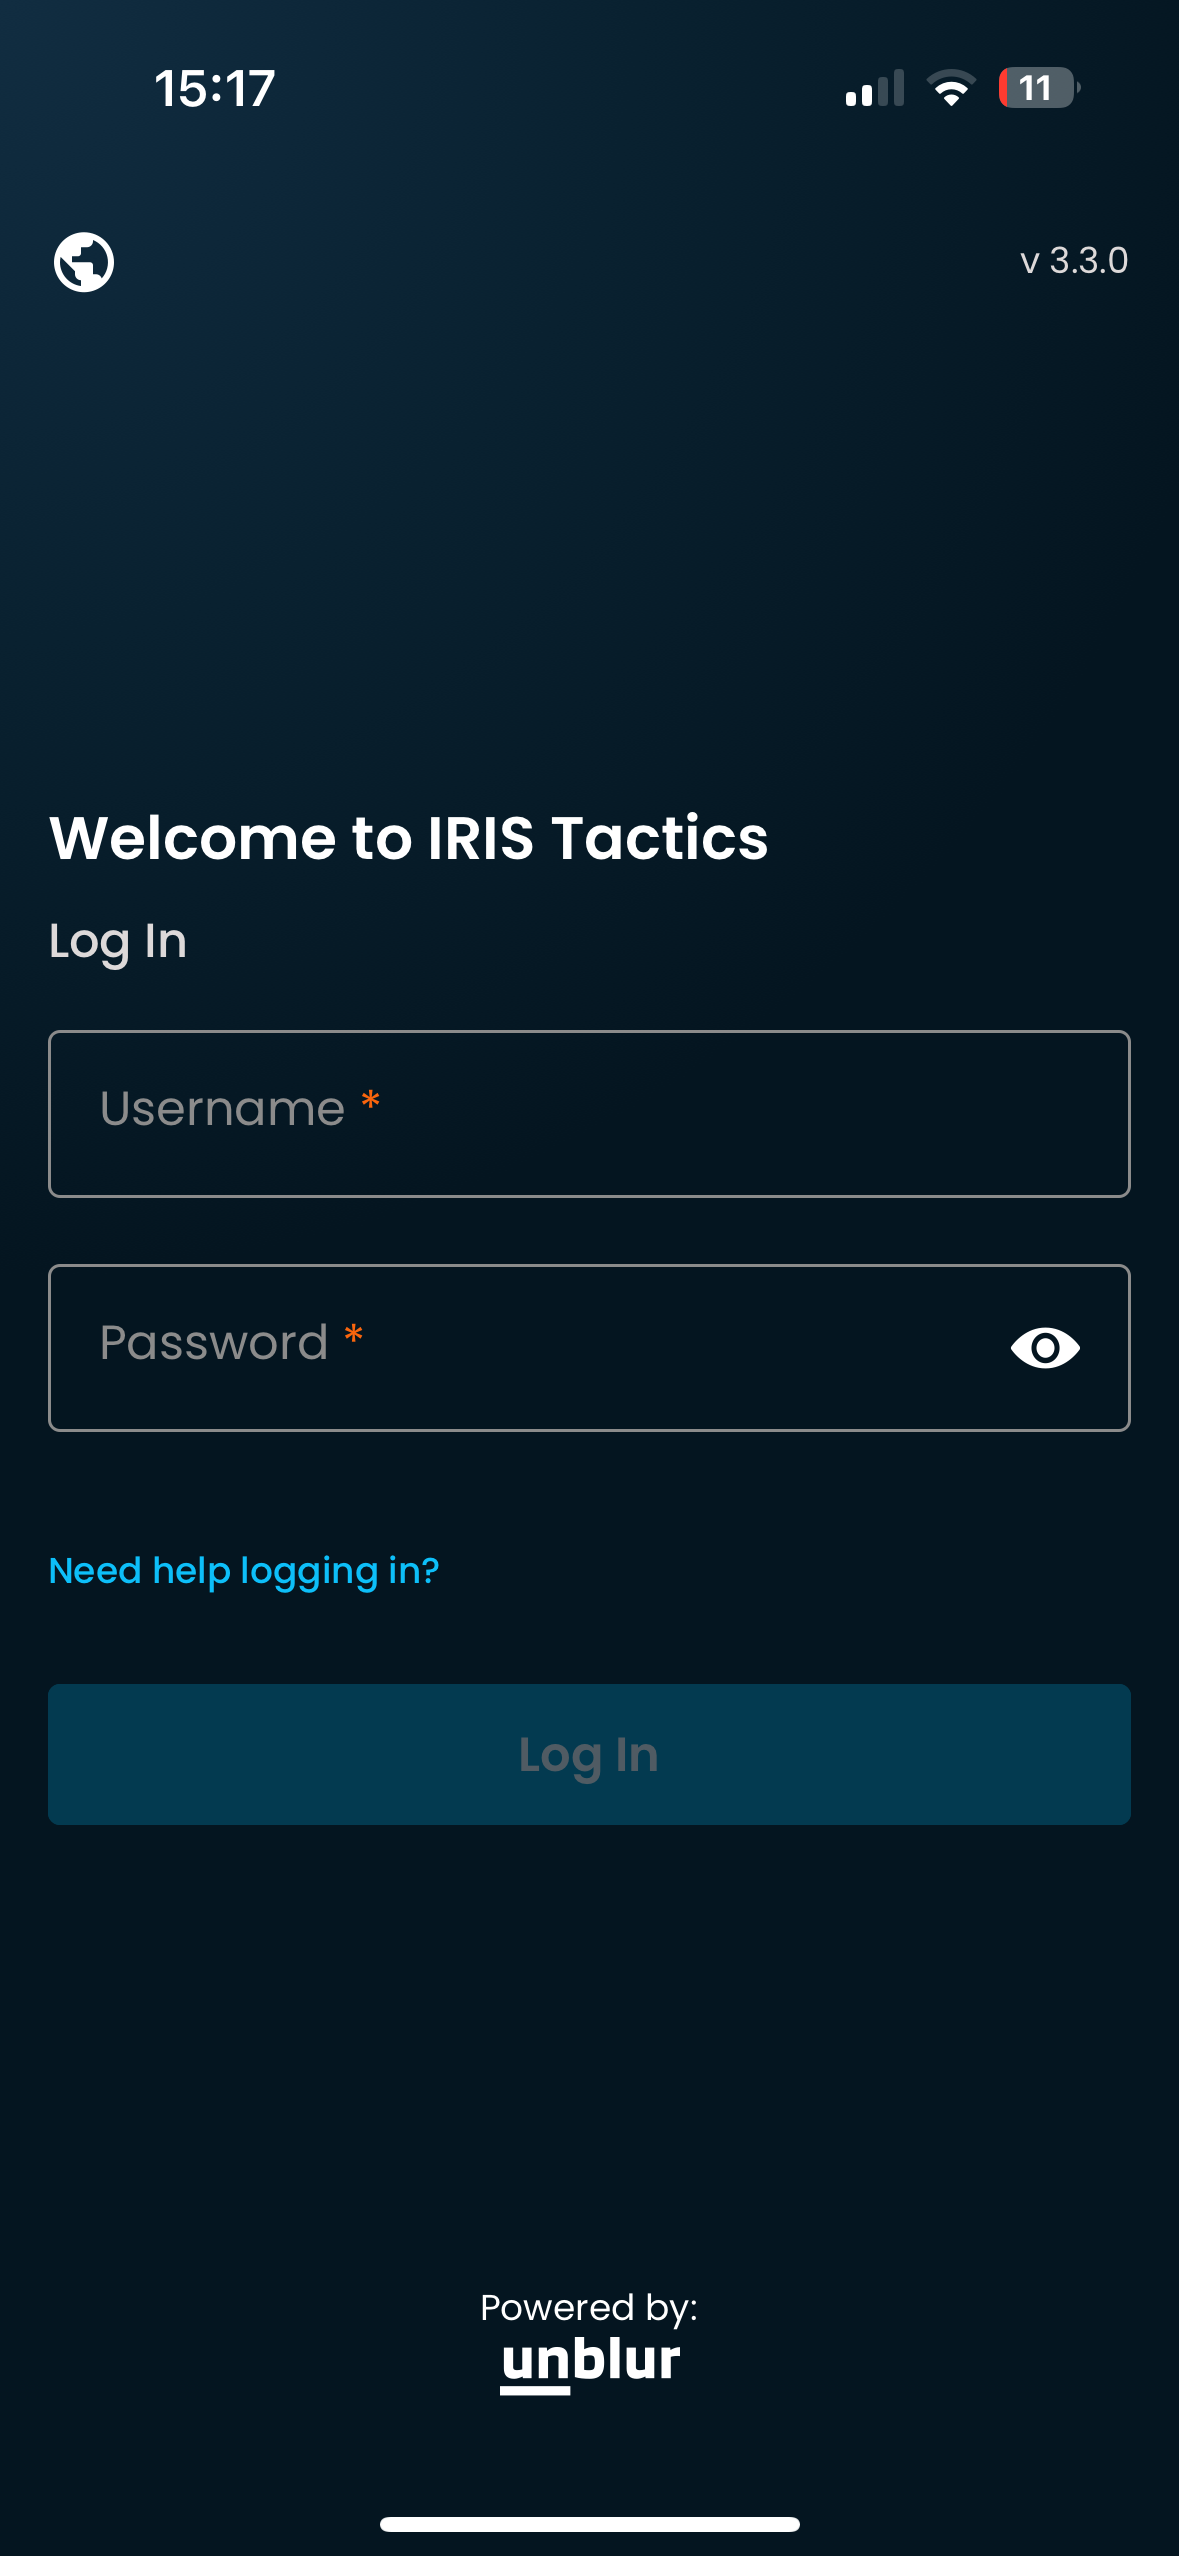 15:17
11
v 3.3.0
Welcome to IRIS Tactics
Log In
Username *
Password *
Need help logging in?
Log In
Powered by:
unblur